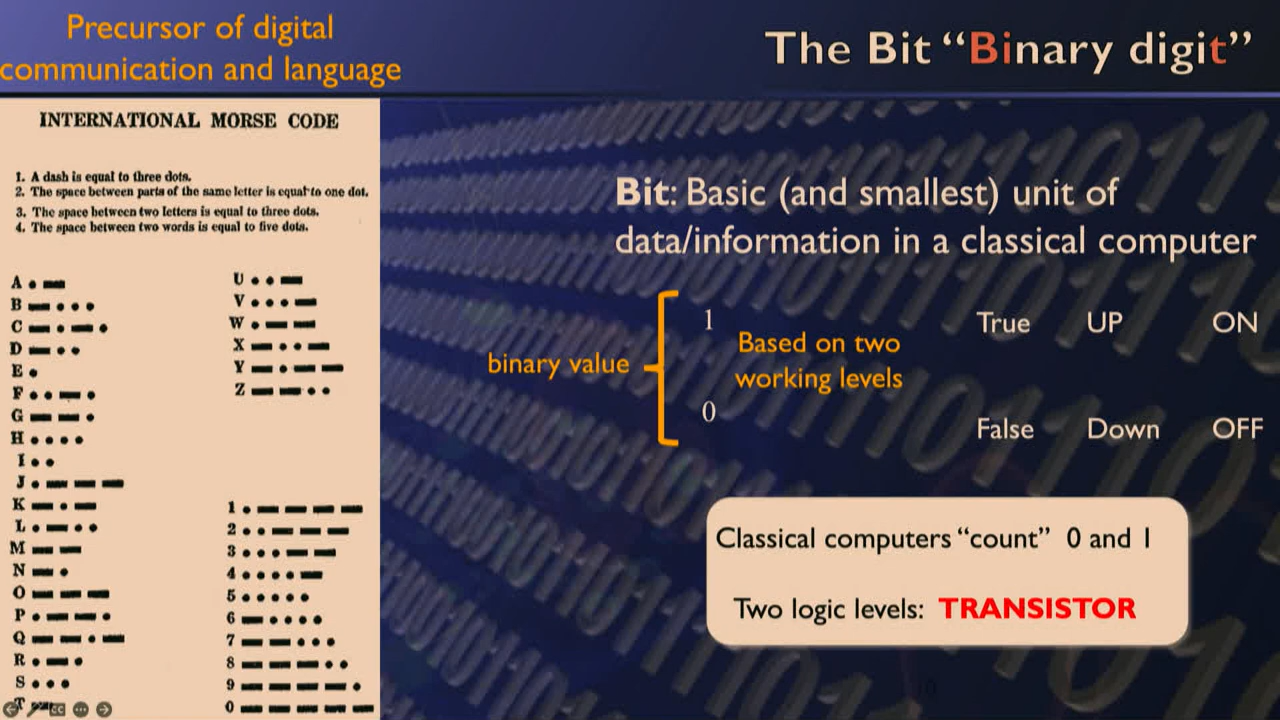 Precursor of digital
communication and language
The Bit “Binary digit”
INTERNATIONAL MORSE CODE
1. A dash is equal to three dots.
2. The space between parts of the same letter is equal to one dot.
3. The space between two letters is equal to three dots.
4. The space between two words is equal to five dots.
A
B
C
D
E
F
G
H
I
J
K
L
M
N
O
P
Q
R
S
T
U
V
W
X
Y
Z
1
2
3
4
5
6
7
8
9
0
Bit: Basic (and smallest) unit of
data/information in a classical computer
binary value
1
0
Based on two
working levels
True UP ON
False Down OFF
Classical computers “count” 0 and 1
Two logic levels: TRANSISTOR